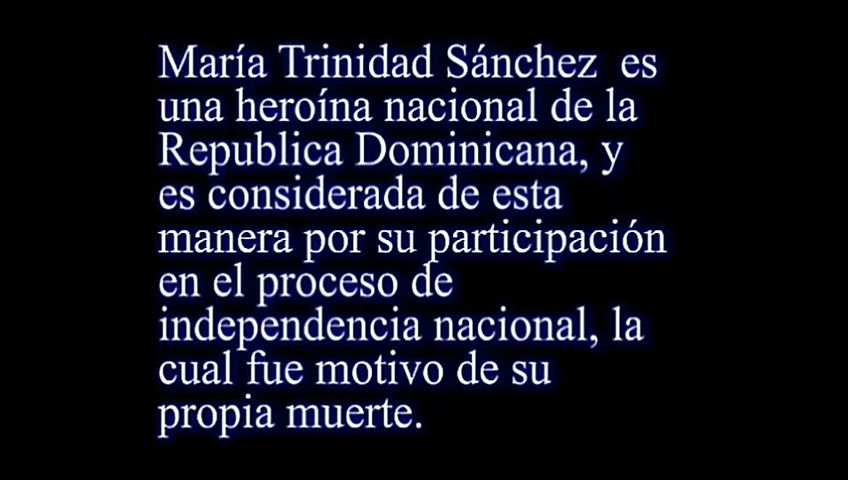 María Trinidad Sánchez  es
una heroína nacional de la
Republica Dominicana, y
es considerada de esta
manera por su participación
en el proceso de
independencia nacional, la
cual fue motivo de su
propia muerte.